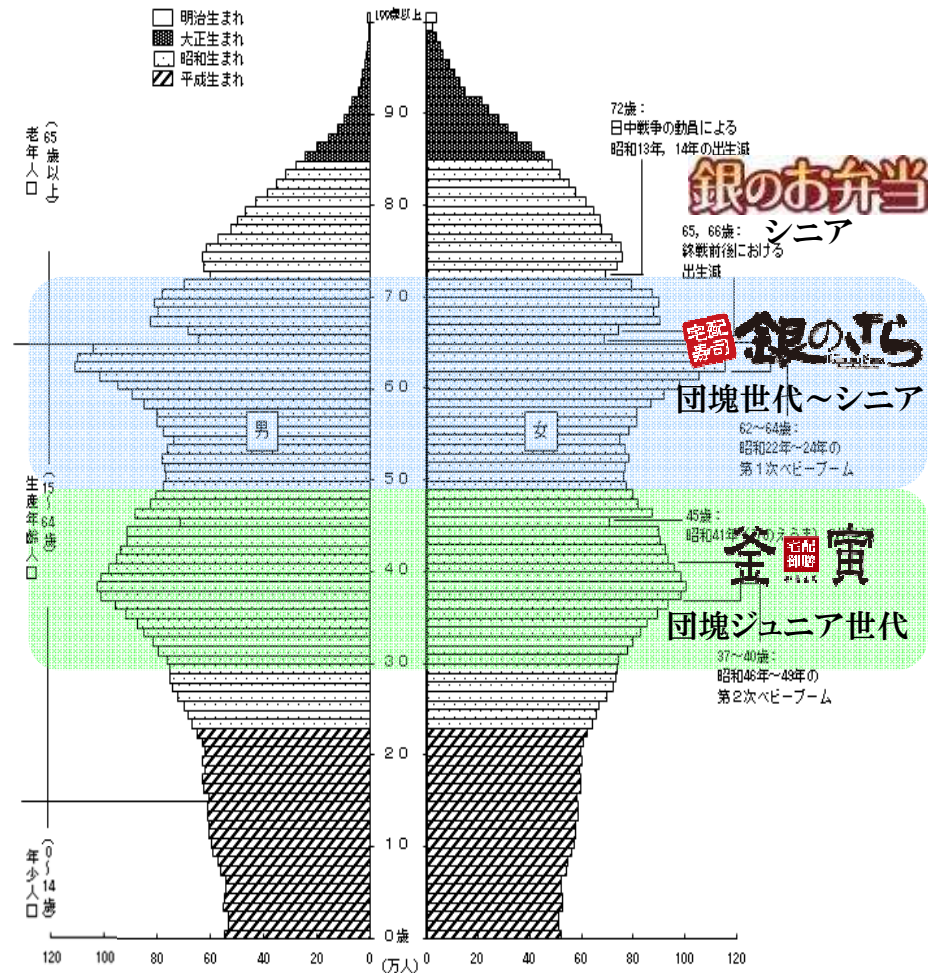 明治生まれ
大正生まれ
昭和生まれ
平成生まれ
100歳以上
90
80
70
60
50
40
30
20
10
0歳
老年人口
(65歳以上)
生産年齢人口
(15~64歳)
年少人口
(0~14歳)
男
女
72歳:
日中戦争の動員による
昭和13年,14年の出生減
銀のお弁当
シニア
65,66歳:
終戦前後における
出生減
宅配
寿司
銀のさら
団塊世代~シニア
62~64歳:
昭和22年~24年の
第1次ベビーブーム
45歳:
昭和41年
釜
宅配
御膳
寅
団塊ジュニア世代
37~40歳:
昭和46年~49年の
第2次ベビーブーム
120 100 80 60 40 20 0
(万人)
0 20 40 60 80 100 120